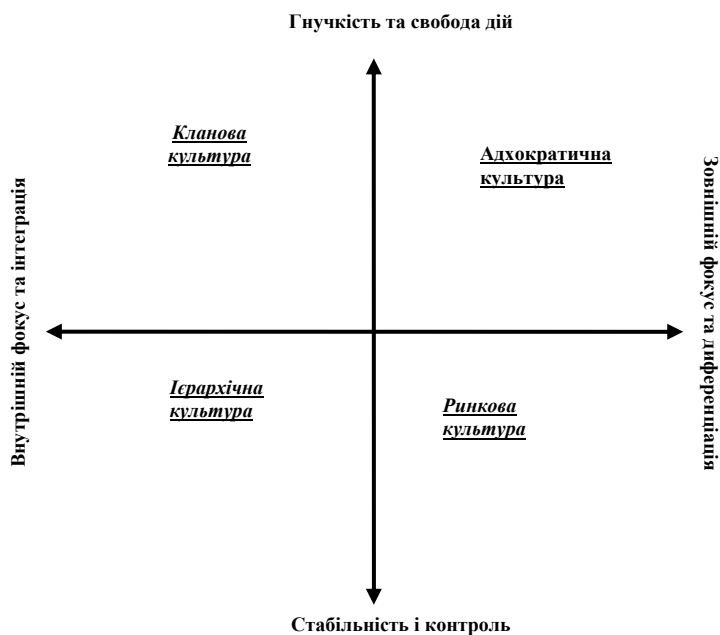 Гнучкість та свобода дій
Кланова
культура
Адхократична
культура
Внутрішній фокус та інтеграція
Зовнішній фокус та диференціація
Ієрархічна
культура
Ринкова
культура
Стабільність і контроль